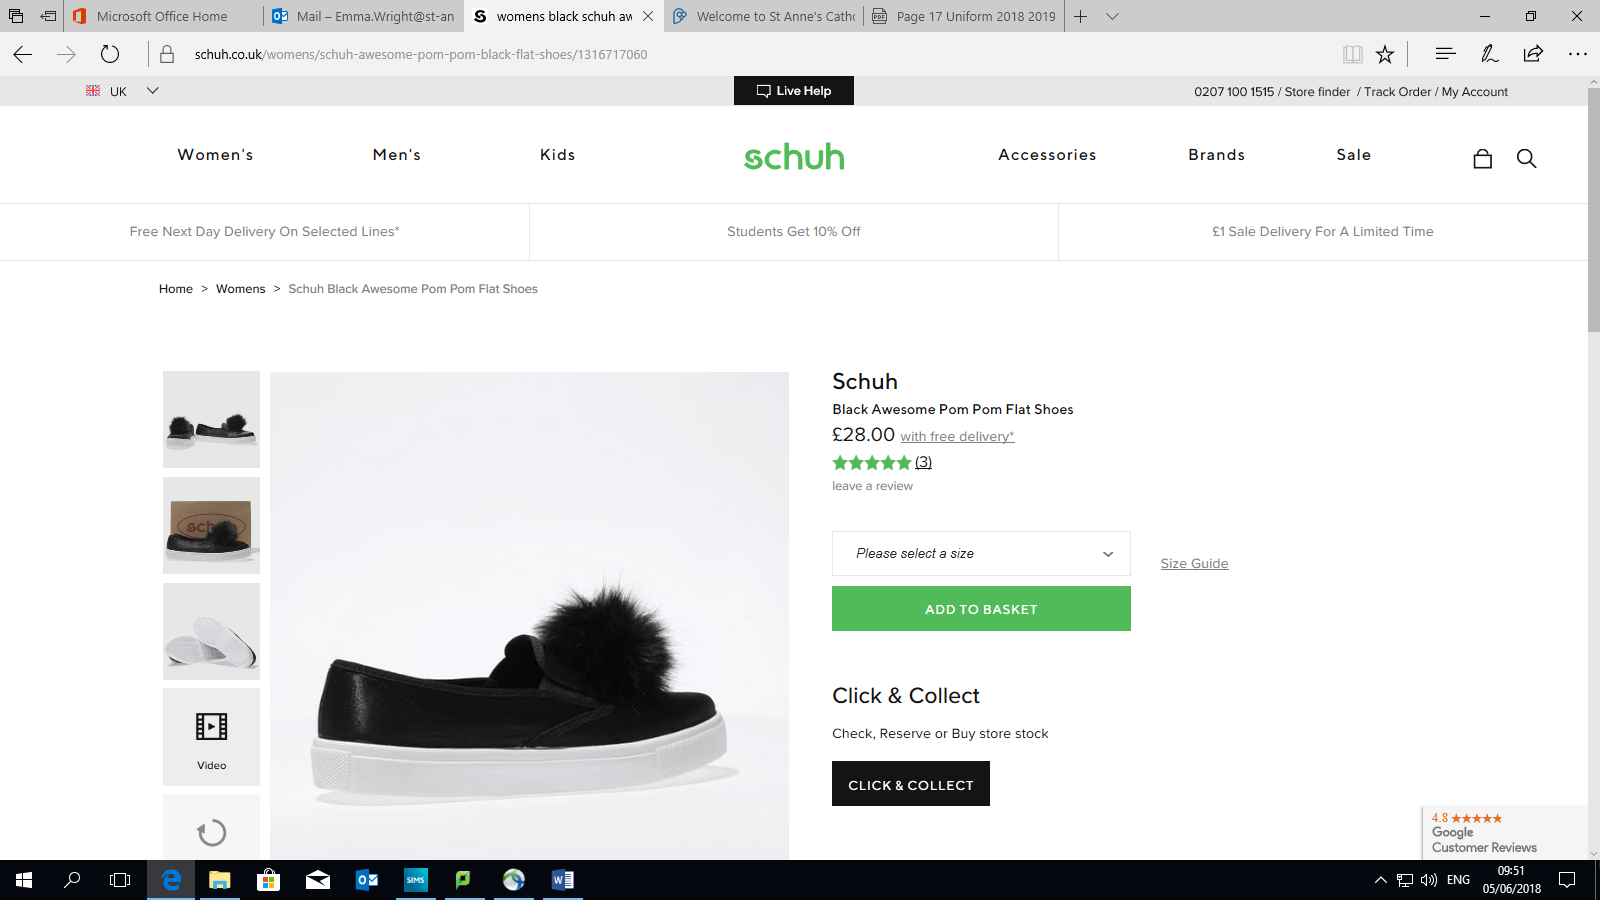 Microsoft Office Home
Mail – Emma.Wright@st-an
womens black schuh aw
Welcome to St Anne's Catho
Page 17 Uniform 2018 2019
schuh.co.uk/womens/schuh-awesome-pom-pom-black-flat-shoes/1316717060
UK
Live Help
0207 100 1515 / Store finder / Track Order / My Account
Women's
Men's
Kids
schuh
Accessories
Brands
Sale
Free Next Day Delivery On Selected Lines*
Students Get 10% Off
£1 Sale Delivery For A Limited Time
Home > Womens > Schuh Black Awesome Pom Pom Flat Shoes
schuh
Video
Schuh
Black Awesome Pom Pom Flat Shoes
£28.00 with free delivery*
(3)
leave a review
Please select a size
Size Guide
ADD TO BASKET
Click & Collect
Check, Reserve or Buy store stock
CLICK & COLLECT
4.8
Google
Customer Reviews
SIMS
ENG
09:51
05/06/2018